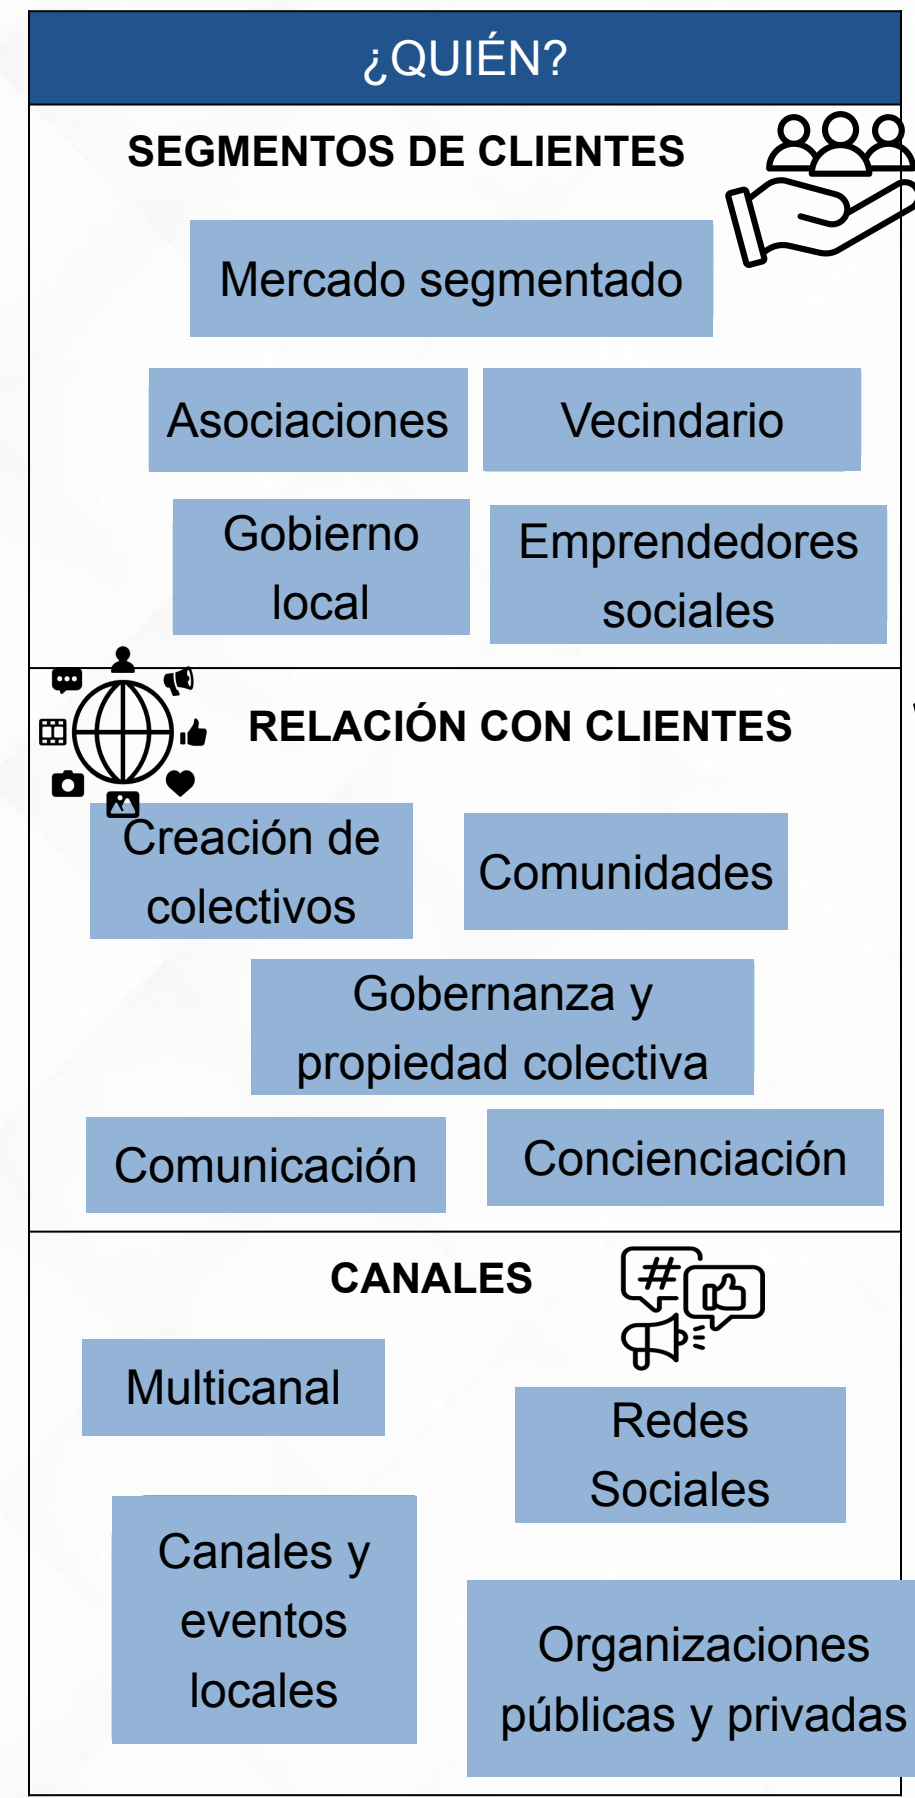 ¿QUIÉN?
SEGMENTOS DE CLIENTES
Mercado segmentado
Asociaciones
Vecindario
Gobierno
local
Emprendedores
sociales
RELACIÓN CON CLIENTES
Creación de
colectivos
Comunidades
Gobernanza y
propiedad colectiva
Comunicación
Concienciación
CANALES
#
Multicanal
Redes
Sociales
Canales y
eventos
locales
Organizaciones
públicas y privadas